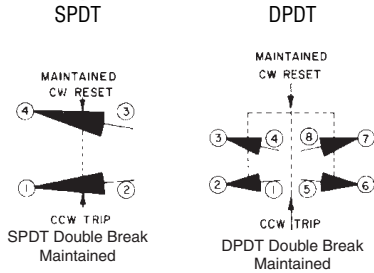 SPDT
DPDT
MAINTAINED
CW RESET
4
3
1
2
CCW TRIP
SPDT Double Break
Maintained
MAINTAINED
CW RESET
3
4
8
7
2
1
5
6
CCW TRIP
DPDT Double Break
Maintained